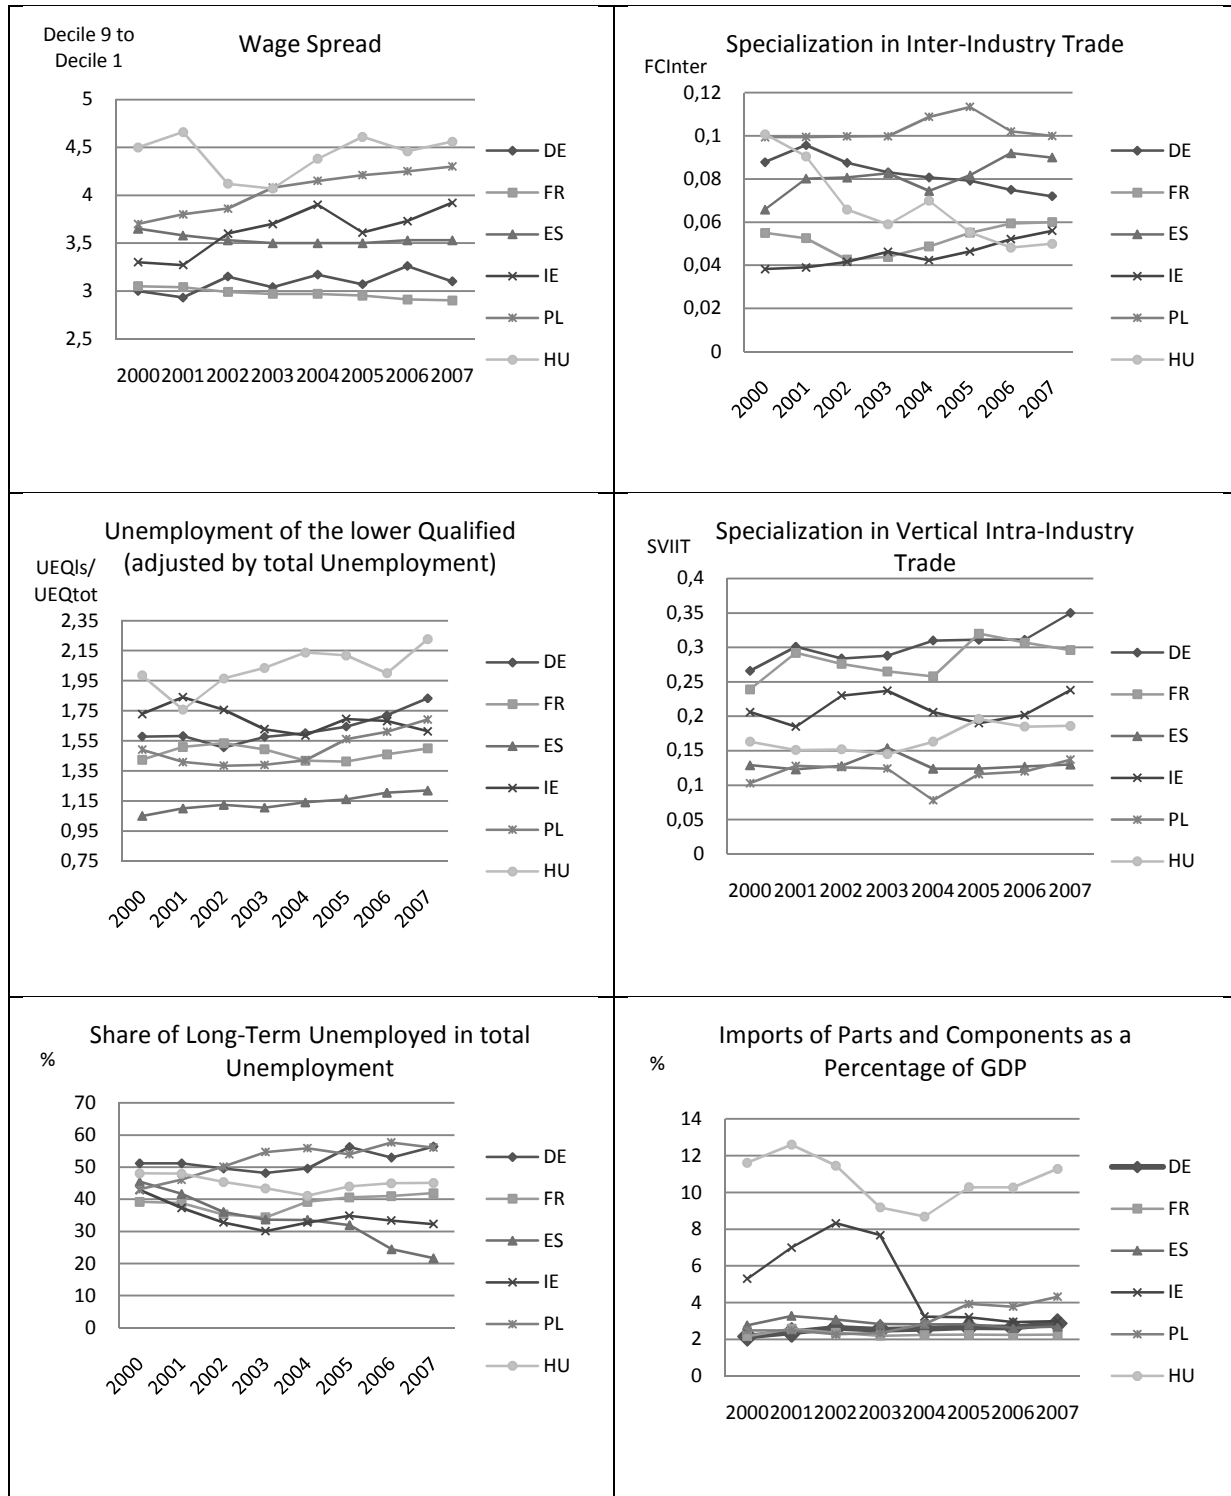 Decile 9 to
Decile 1
Wage Spread
5
4,5
4
3,5
3
2,5
2000 2001 2002 2003 2004 2005 2006 2007
DE
FR
ES
IE
PL
HU
Specialization in Inter-Industry Trade
FCInter
0,12
0,1
0,08
0,06
0,04
0,02
0
2000 2001 2002 2003 2004 2005 2006 2007
DE
FR
ES
IE
PL
HU
Unemployment of the lower Qualified
(adjusted by total Unemployment)
UEQls/
UEQtot
2,35
2,15
1,95
1,75
1,55
1,35
1,15
0,95
0,75
2000 2001 2002 2003 2004 2005 2006 2007
DE
FR
ES
IE
PL
HU
Specialization in Vertical Intra-Industry
Trade
SVIIT
0,4
0,35
0,3
0,25
0,2
0,15
0,1
0,05
0
2000 2001 2002 2003 2004 2005 2006 2007
DE
FR
ES
IE
PL
HU
Share of Long-Term Unemployed in total
Unemployment
%
70
60
50
40
30
20
10
0
2000 2001 2002 2003 2004 2005 2006 2007
DE
FR
ES
IE
PL
HU
Imports of Parts and Components as a
Percentage of GDP
%
14
12
10
8
6
4
2
0
2000 2001 2002 2003 2004 2005 2006 2007
DE
FR
ES
IE
PL
HU